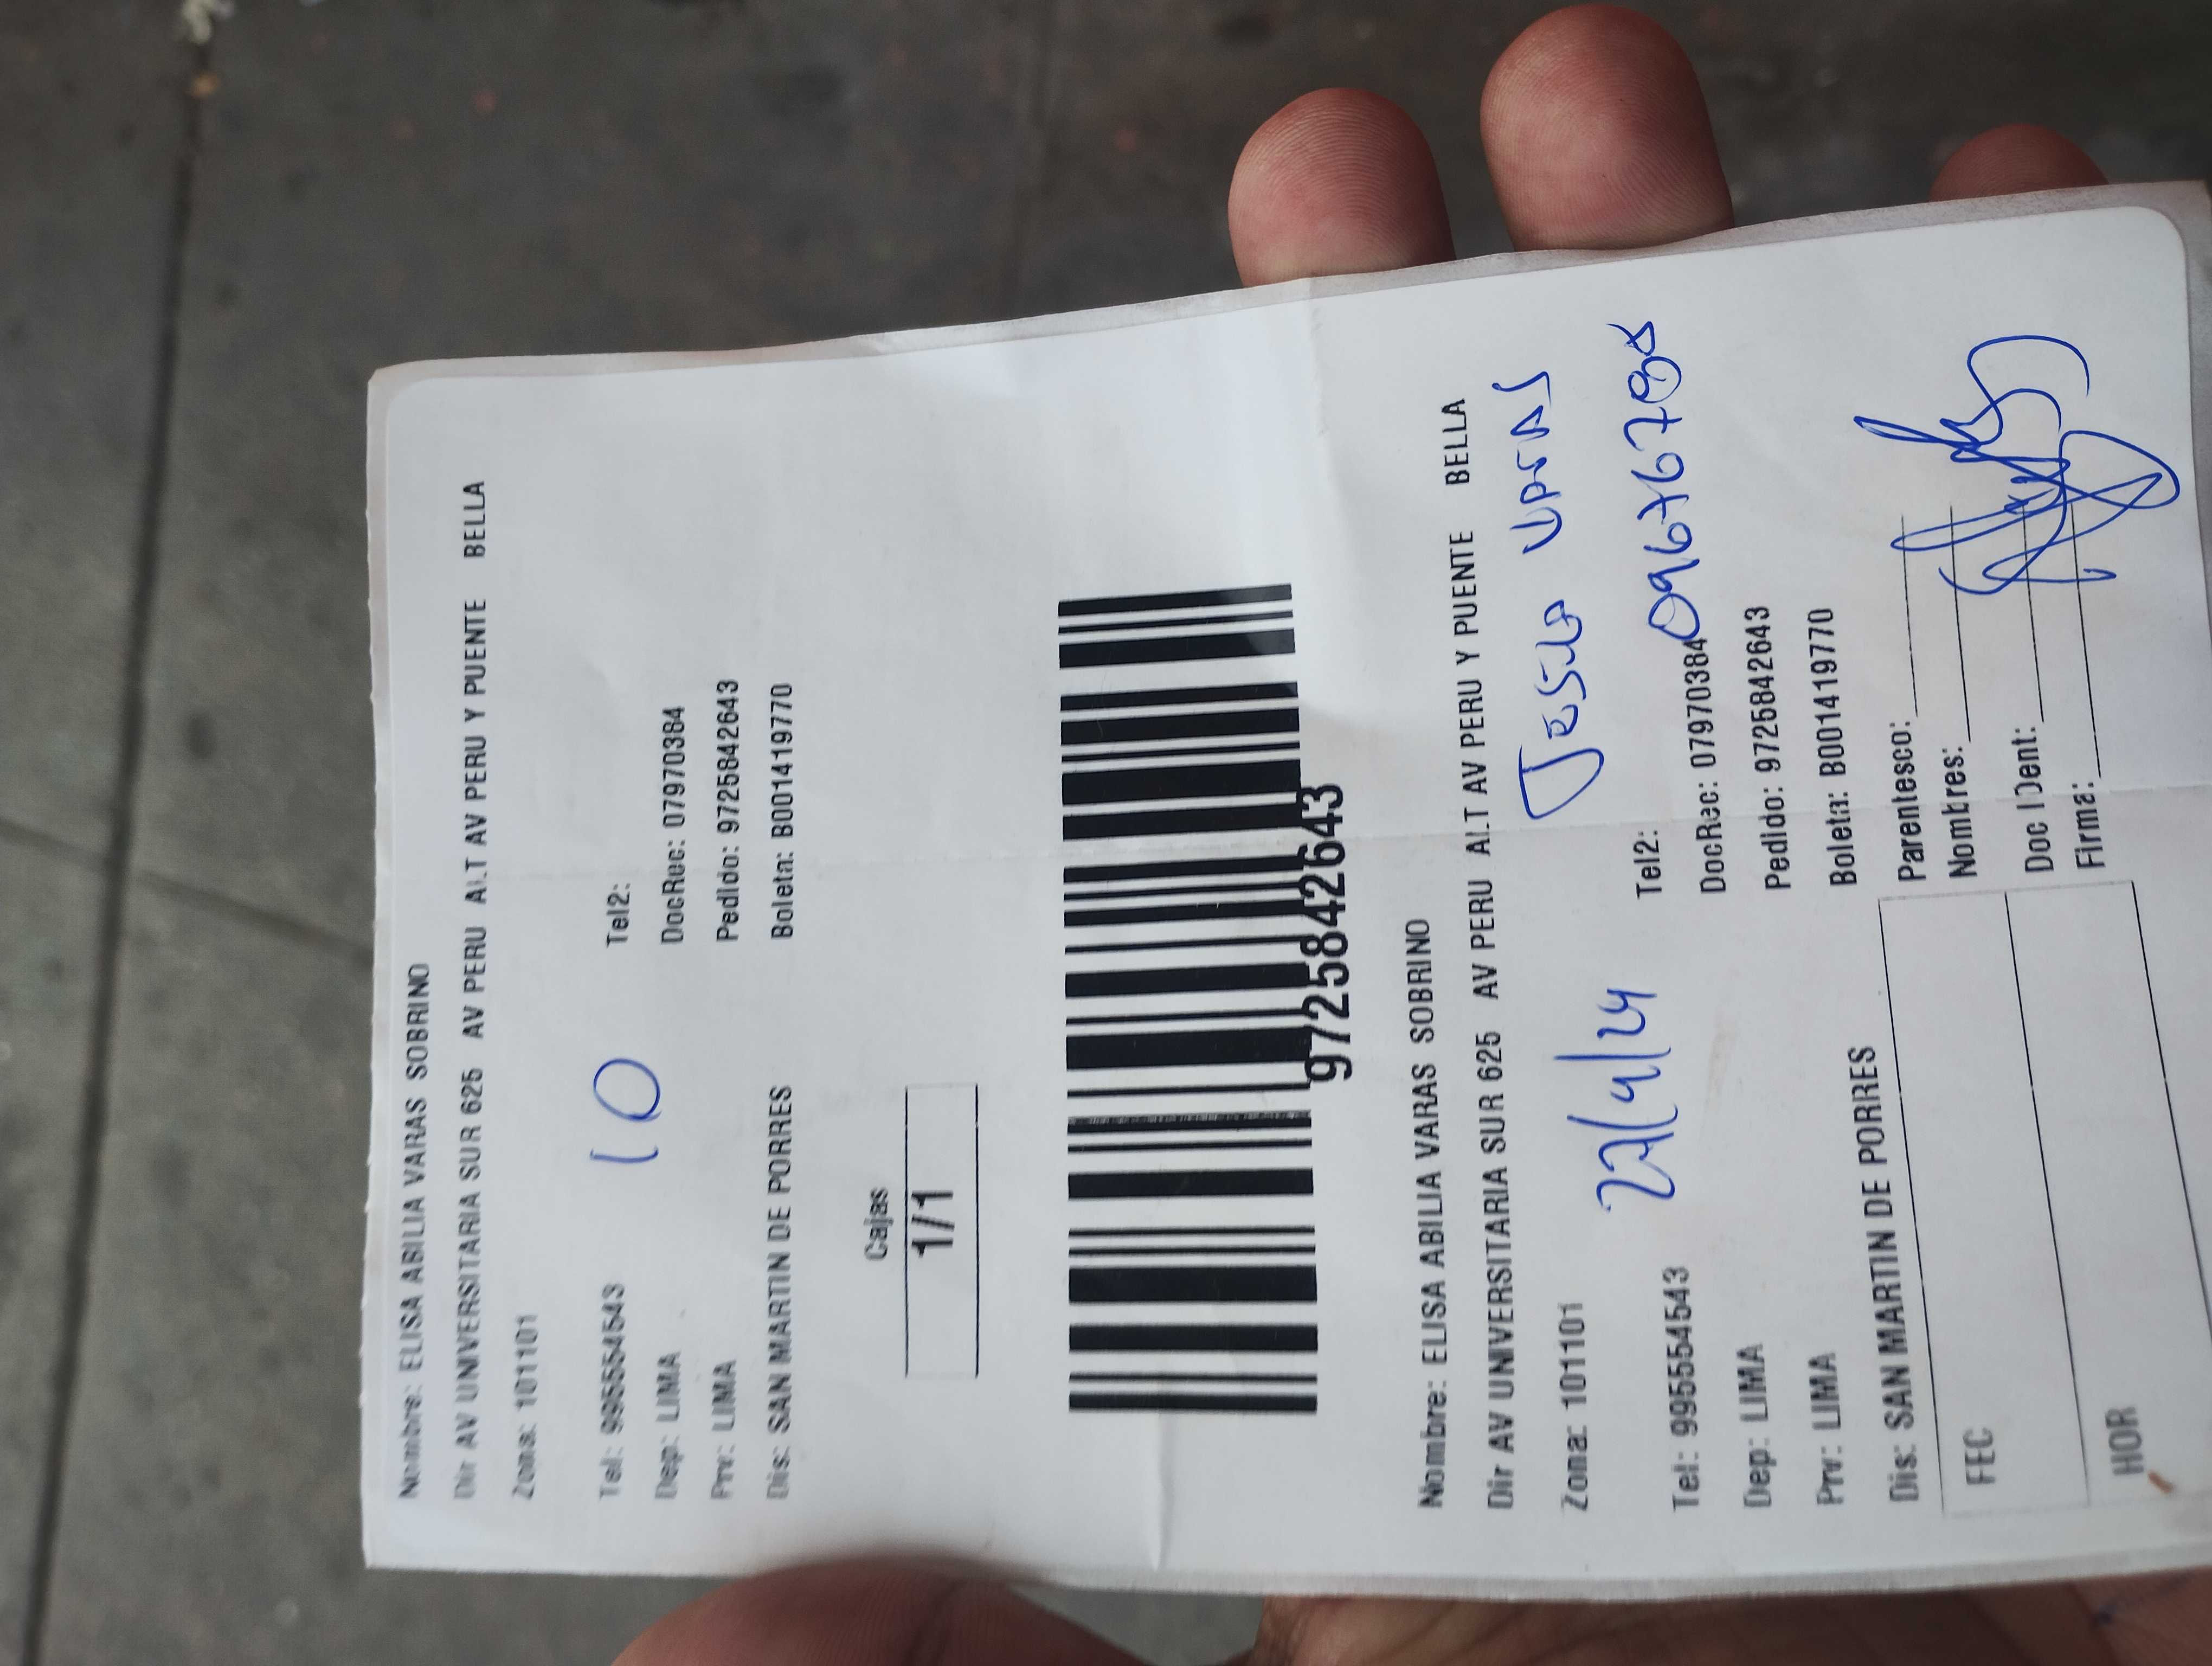 Nombre: ELISA ABILIA VARAS SOBRINO
Dir AV UNIVERSITARIA SUR 625 AV PERU ALT AV PERU Y PUENTE BELLA
Zona: 101101
10
Tel: 995554543 Tel2:
Dep: LIMA DocRec: 07970384
Prv: LIMA Pedido: 9725842643
Dis: SAN MARTIN DE PORRES Boleta: B001419770
Cajas
1/1
9725842643
Nombre: ELISA ABILIA VARAS SOBRINO
Dir AV UNIVERSITARIA SUR 625 AV PERU ALT AV PERU Y PUENTE BELLA
Zona: 101101
27/9/24
Tel: 995554543 Tel2:
Dep: LIMA DocRec: 07970384
Prv: LIMA Pedido: 9725842643
Dis: SAN MARTIN DE PORRES Boleta: B001419770
FEC Parentesco:
Nombres:
HOR Doc IDent:
Firma: